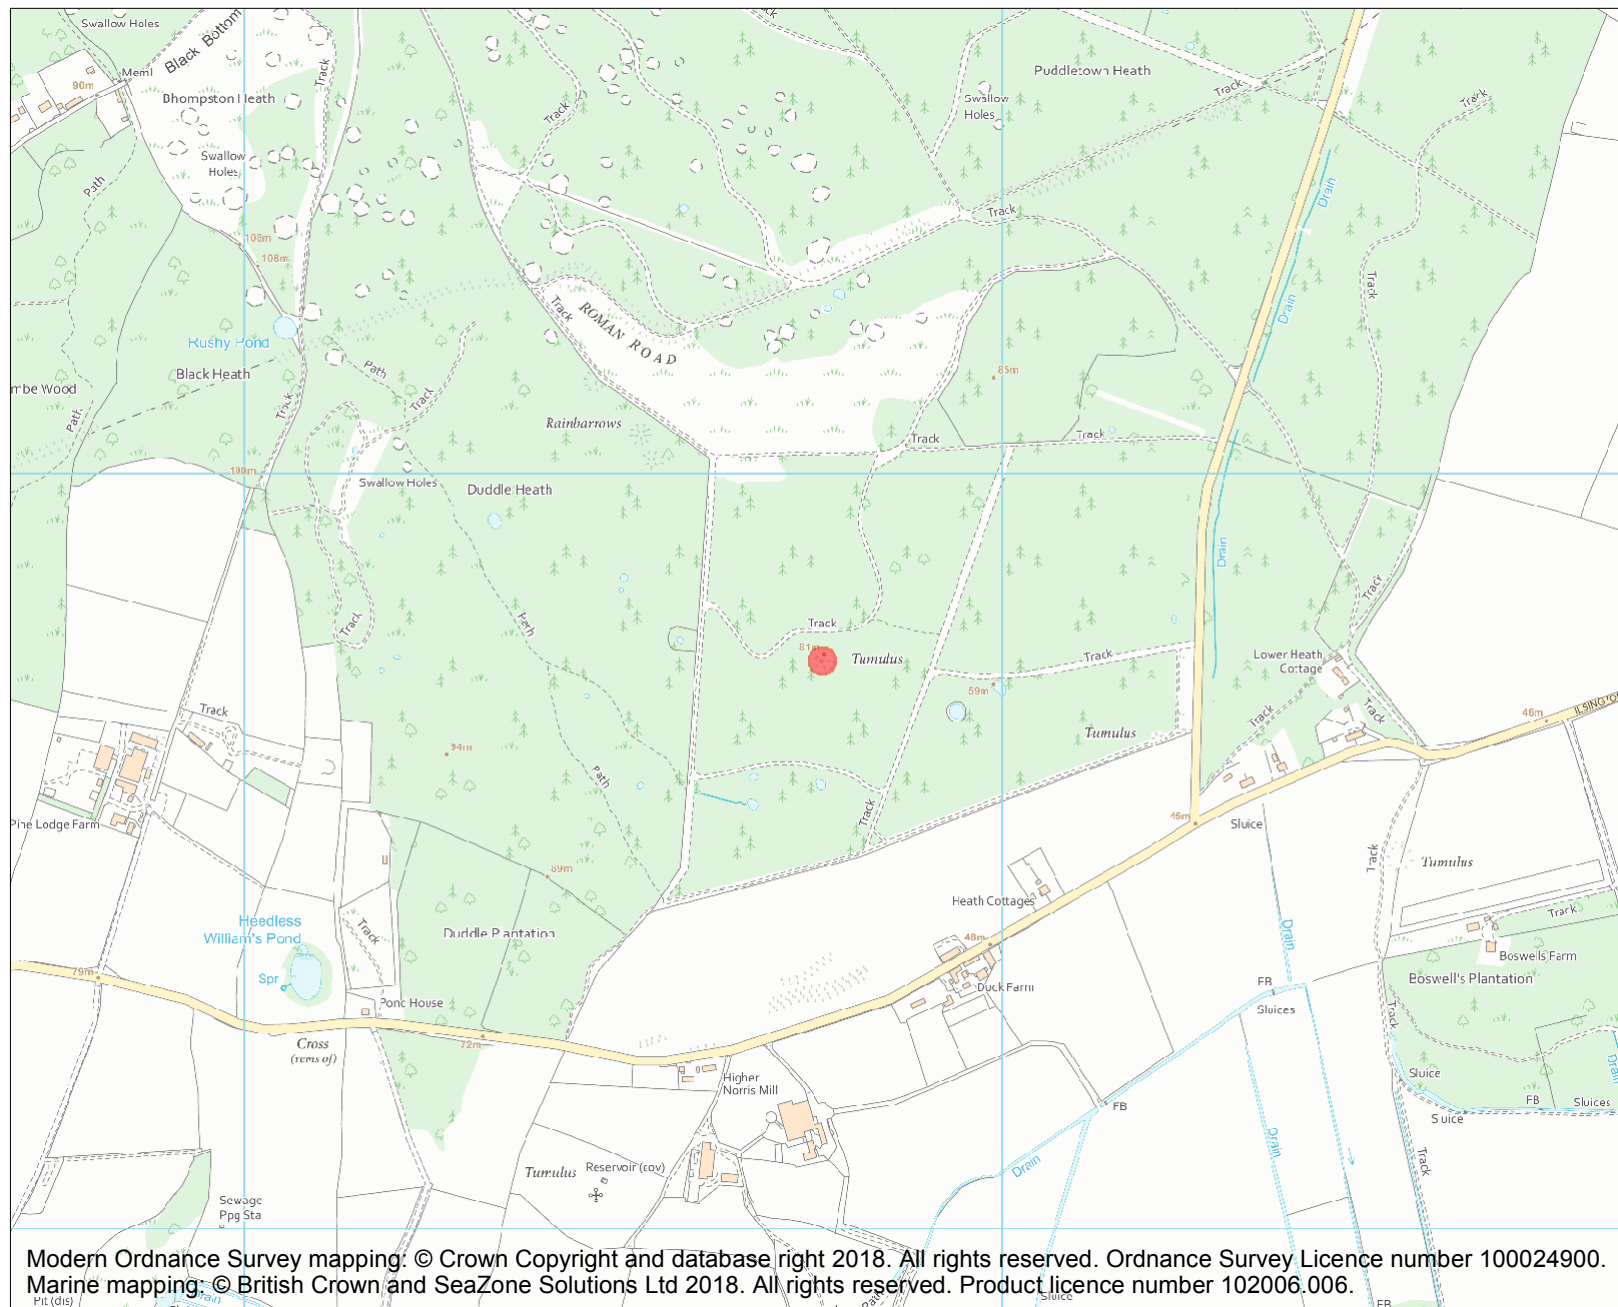 Swallow Holes
Black Bottom
Track
Meml
90m
Bhompston Heath
Track
Swallow
Holes
Path
Track
Puddletown Heath
Swallow
Holes
Track
Track
Drain
108m
108m
Track
Track
Drain
ROMAN ROAD
Track
Rushy Pond
Black Heath
Path
Track
Track
mbe Wood
Path
85m
Rainbarrows
Track
Track
100m
Swallow Holes
Duddle Heath
Drain
Track
Path
Track
Track
81m
Tumulus
Track
Lower Heath
Cottage
59m
Track
Track
Track
46m
ILSINGTO
Tumulus
94m
Path
Track
Pine Lodge Farm
45m
Sluice
Track
Tumulus
89m
Heath Cottages
Heedless
William's Pond
Track
Duddle Plantation
Drain
Track
Boswells Farm
48m
79m
Spr
Duck Farm
FB
Sluices
Boswell's Plantation
Pond House
Track
72m
Cross
(rems of)
Higher
Norris Mill
Sluice
Drain
FB
FB
Sluices
Sluice
Drain
Drain
Track
Tumulus
Reservoir (cov)
Sewage
Ppg Sta
Modern Ordnance Survey mapping: © Crown Copyright and database right 2018. All rights reserved. Ordnance Survey Licence number 100024900.
Marine mapping: © British Crown and SeaZone Solutions Ltd 2018. All rights reserved. Product licence number 102006.006.
Pit (dis)
Drain
Path
Sluice
FB